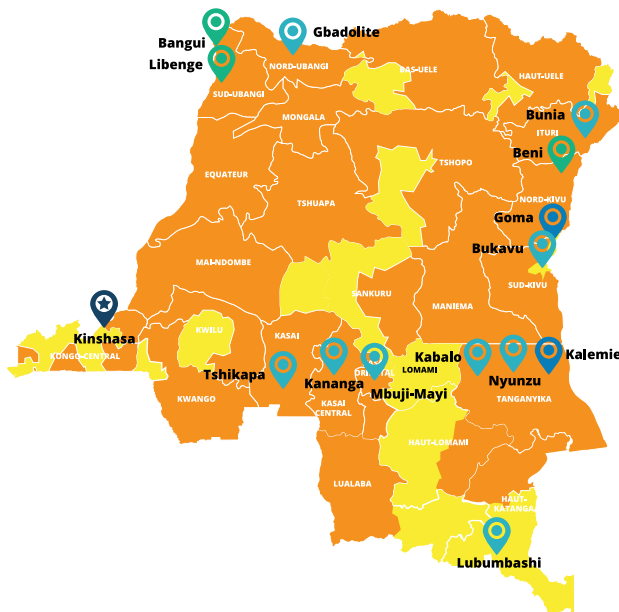 Gbadolite
Bangui
Libenge
NORD-UBANGI
BAS-UELE
HAUT-UELE
SUD-UBANGI
MONGALA
Bunia
ITURI
Beni
TSHOPO
EQUATEUR
TSHUAPA
NORD-KIVU
Goma
Bukavu
MAI-NDOMBE
SUD-KIVU
SANKURU
MANIEMA
Kinshasa
KWILU
KASAI
KONGO-CENTRAL
Tshikapa
Kananga
ORIENTAL
LOMAMI
Kabalo
Kalemie
Nyunzu
Mbuji-Mayi
KWANGO
KASAI
CENTRAL
TANGANYIKA
HAUT-LOMAMI
LUALABA
HAUT-
KATANGA
Lubumbashi